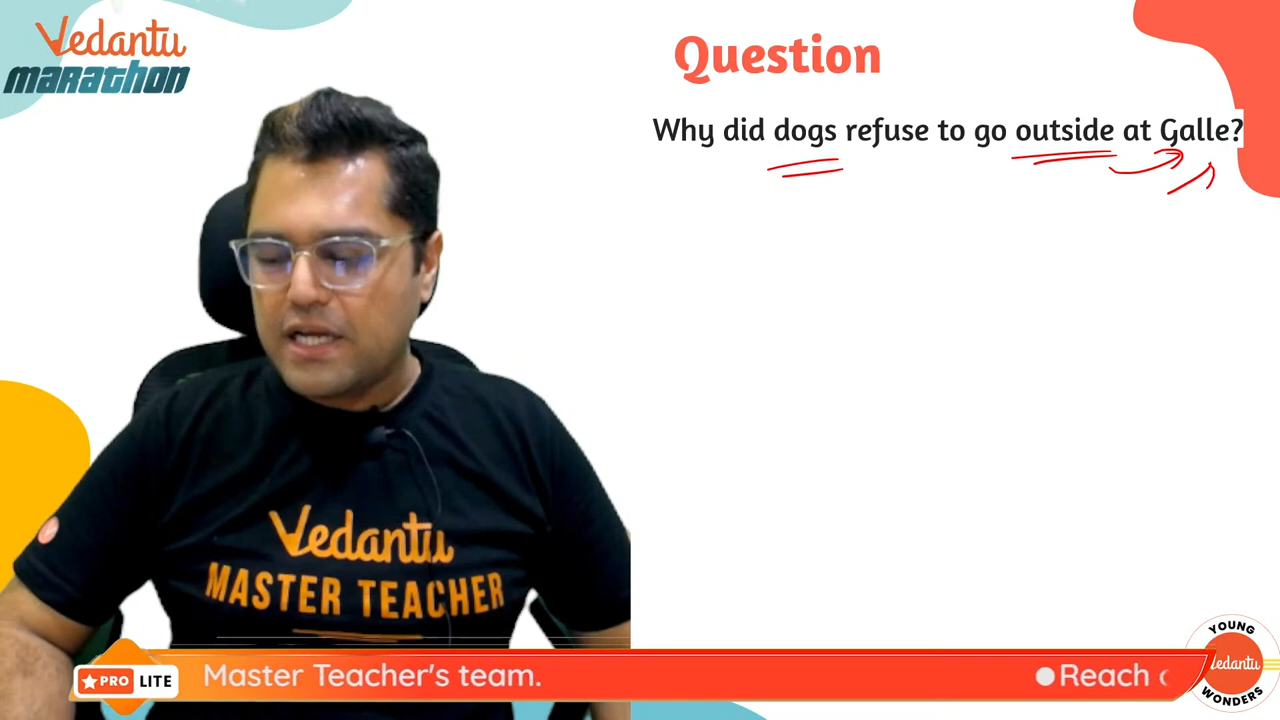 Vedantu
marathon
Question
Why did dogs refuse to go outside at Galle?
Vedantu
MASTER TEACHER
PRO LITE
Master Teacher's team.
Reach
YOUNG
Vedantu
WONDERS